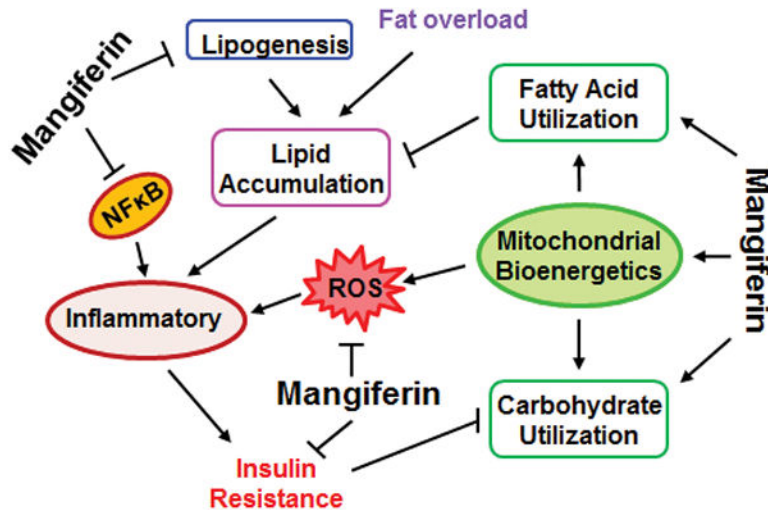 Fat overload
Lipogenesis
Mangiferin
Fatty Acid
Utilization
Lipid
Accumulation
NFκB
Mitochondrial
Bioenergetics
Mangiferin
ROS
Inflammatory
Mangiferin
Carbohydrate
Utilization
Insulin
Resistance